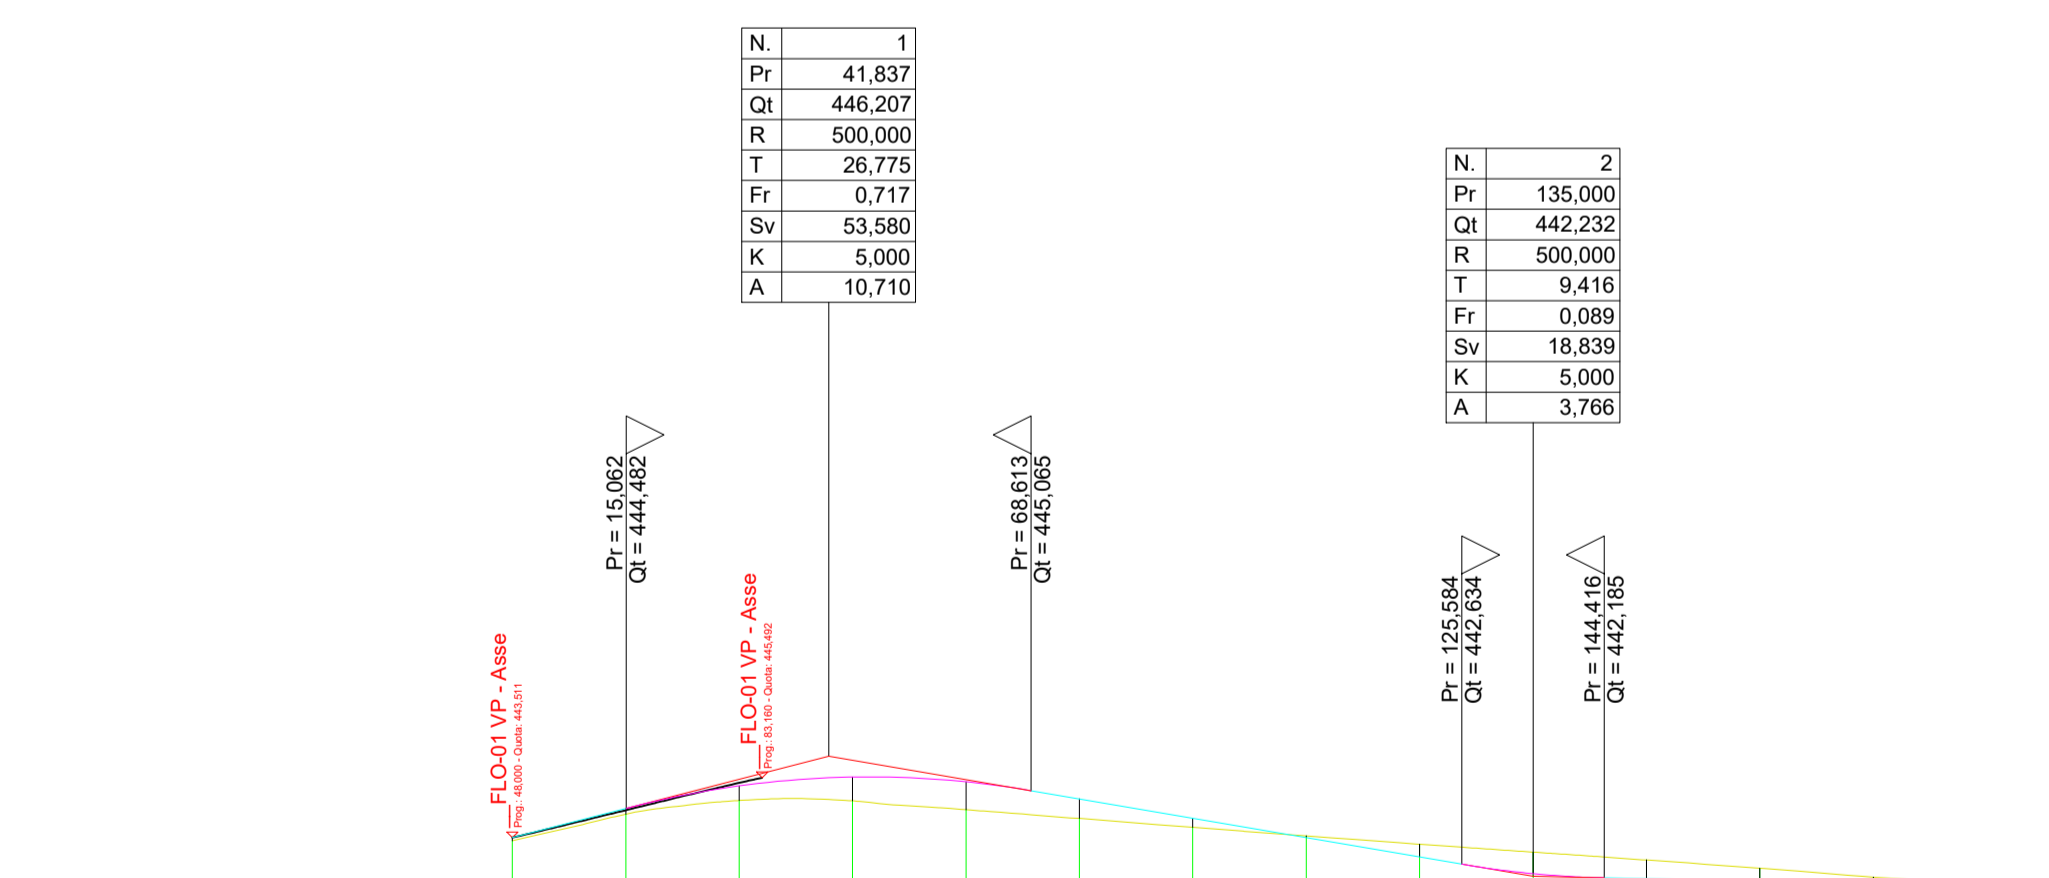 N. 1
Pr 41,837
Qt 446,207
R 500,000
T 26,775
Fr 0,717
Sv 53,580
K 5,000
A 10,710
N. 2
Pr 135,000
Qt 442,232
R 500,000
T 9,416
Fr 0,089
Sv 18,839
K 5,000
A 3,766
Pr = 15,062
Qt = 444,482
Pr = 68,613
Qt = 445,065
Pr = 125,584
Qt = 442,634
Pr = 144,416
Qt = 442,185
FLO-01 VP - Asse
Prog.: 48,000 - Quota: 443,511
FLO-01 VP - Asse
Prog.: 83,160 - Quota: 445,492